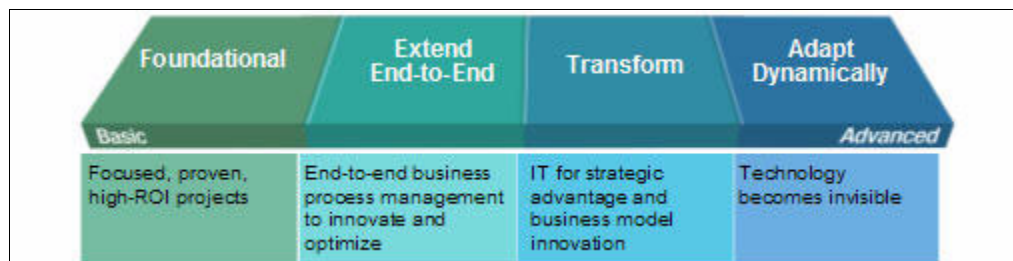 Foundational
Extend
End-to-End
Transform
Adapt
Dynamically
Basic
Advanced
Focused, proven,
high-ROI projects
End-to-end business
process management
to innovate and
optimize
IT for strategic
advantage and
business model
innovation
Technology
becomes invisible